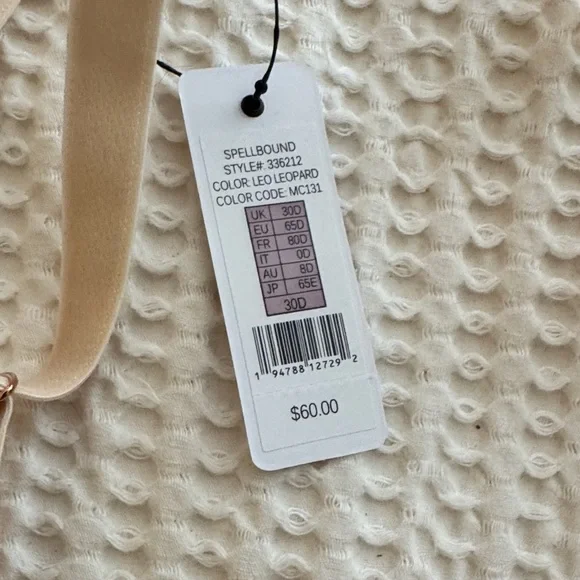 SPELLBOUND
STYLE#: 336212
COLOR: LEO LEOPARD
COLOR CODE: MC131
UK 30D
EU 65D
FR 80D
IT 0D
AU 8D
JP 65E
30D
1 94788 12729 2
$60.00